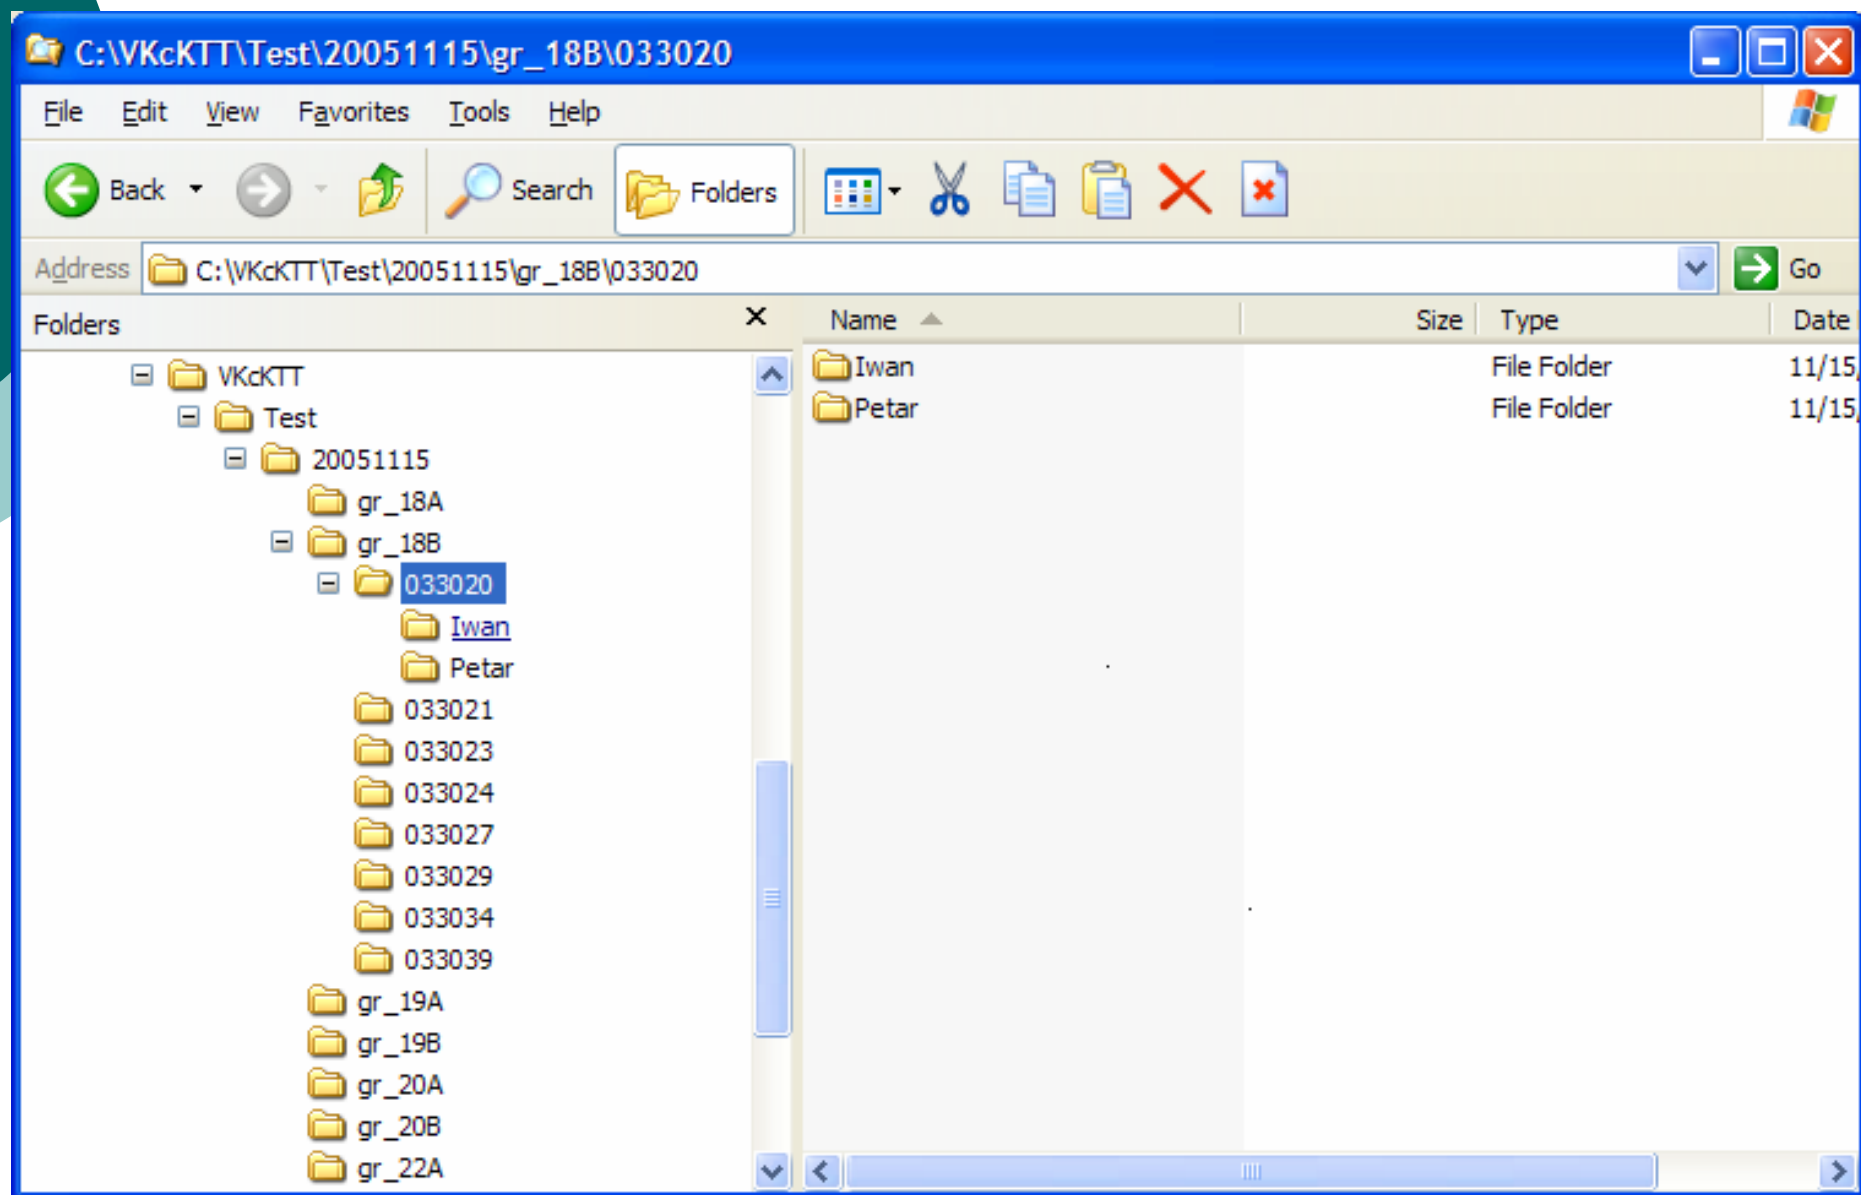 C:\VKcKTT\Test\20051115\gr_18B\033020
File Edit View Favorites Tools Help
Back Search Folders
Address C:\VKcKTT\Test\20051115\gr_18B\033020 Go
Folders
VKcKTT
Test
20051115
gr_18A
gr_18B
033020
Iwan
Petar
033021
033023
033024
033027
033029
033034
033039
gr_19A
gr_19B
gr_20A
gr_20B
gr_22A
Name Size Type Date
Iwan File Folder 11/15,
Petar File Folder 11/15,